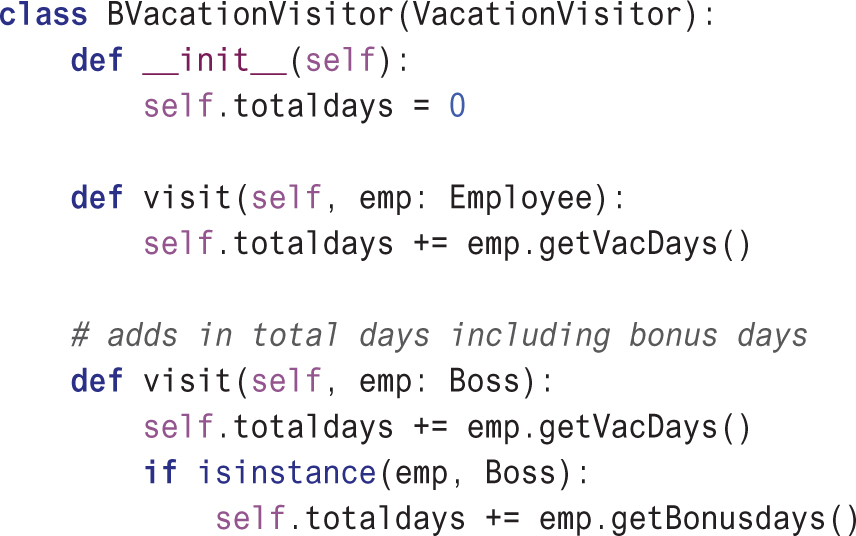 class BVacationVisitor(VacationVisitor):
    def __init__(self):
        self.totaldays = 0

    def visit(self, emp: Employee):
        self.totaldays += emp.getVacDays()

    # adds in total days including bonus days
    def visit(self, emp: Boss):
        self.totaldays += emp.getVacDays()
        if isinstance(emp, Boss):
            self.totaldays += emp.getBonusdays()